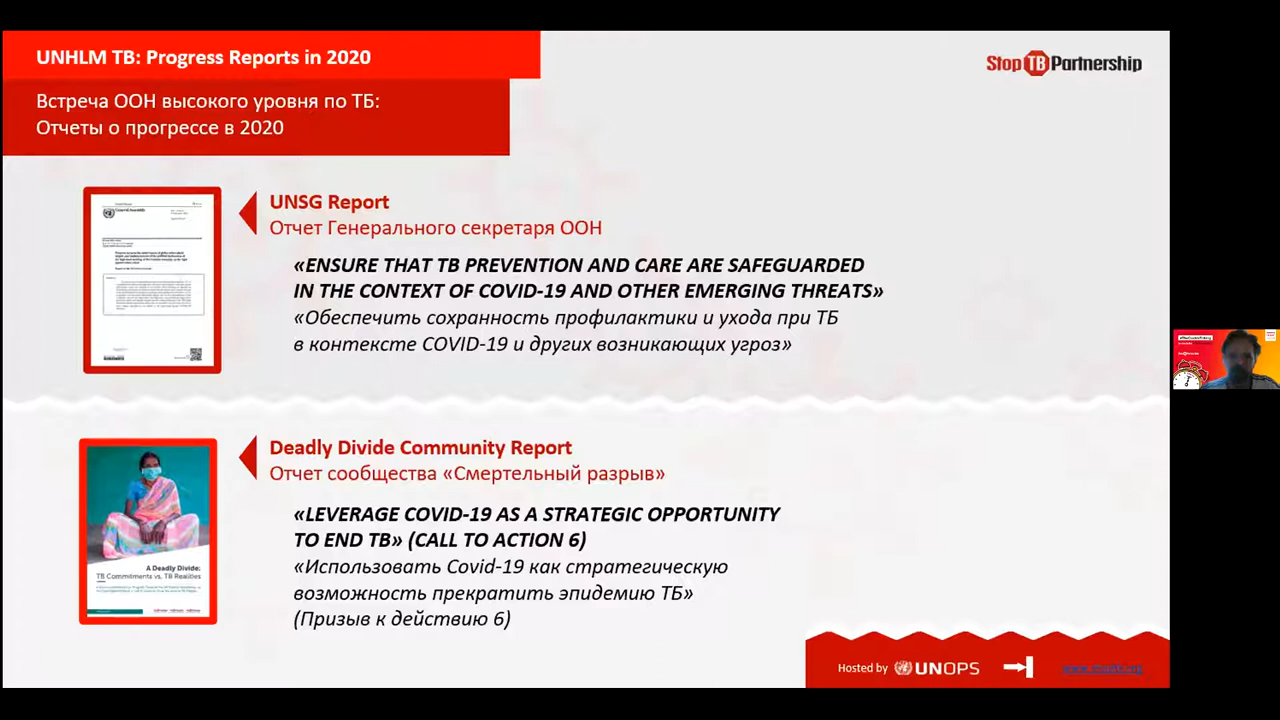 UNHLM TB: Progress Reports in 2020
Встреча ООН высокого уровня по ТБ:
Отчеты о прогрессе в 2020
Stop TB Partnership
UNSG Report
Отчет Генерального секретаря ООН
«ENSURE THAT TB PREVENTION AND CARE ARE SAFEGUARDED
IN THE CONTEXT OF COVID-19 AND OTHER EMERGING THREATS»
«Обеспечить сохранность профилактики и ухода при ТБ
в контексте COVID-19 и других возникающих угроз»
Deadly Divide Community Report
Отчет сообщества «Смертельный разрыв»
«LEVERAGE COVID-19 AS A STRATEGIC OPPORTUNITY
TO END TB» (CALL TO ACTION 6)
«Использовать Covid-19 как стратегическую
возможность прекратить эпидемию ТБ»
(Призыв к действию 6)
A Deadly Divide:
TB Commitments vs. TB Realities
Hosted by UNOPS